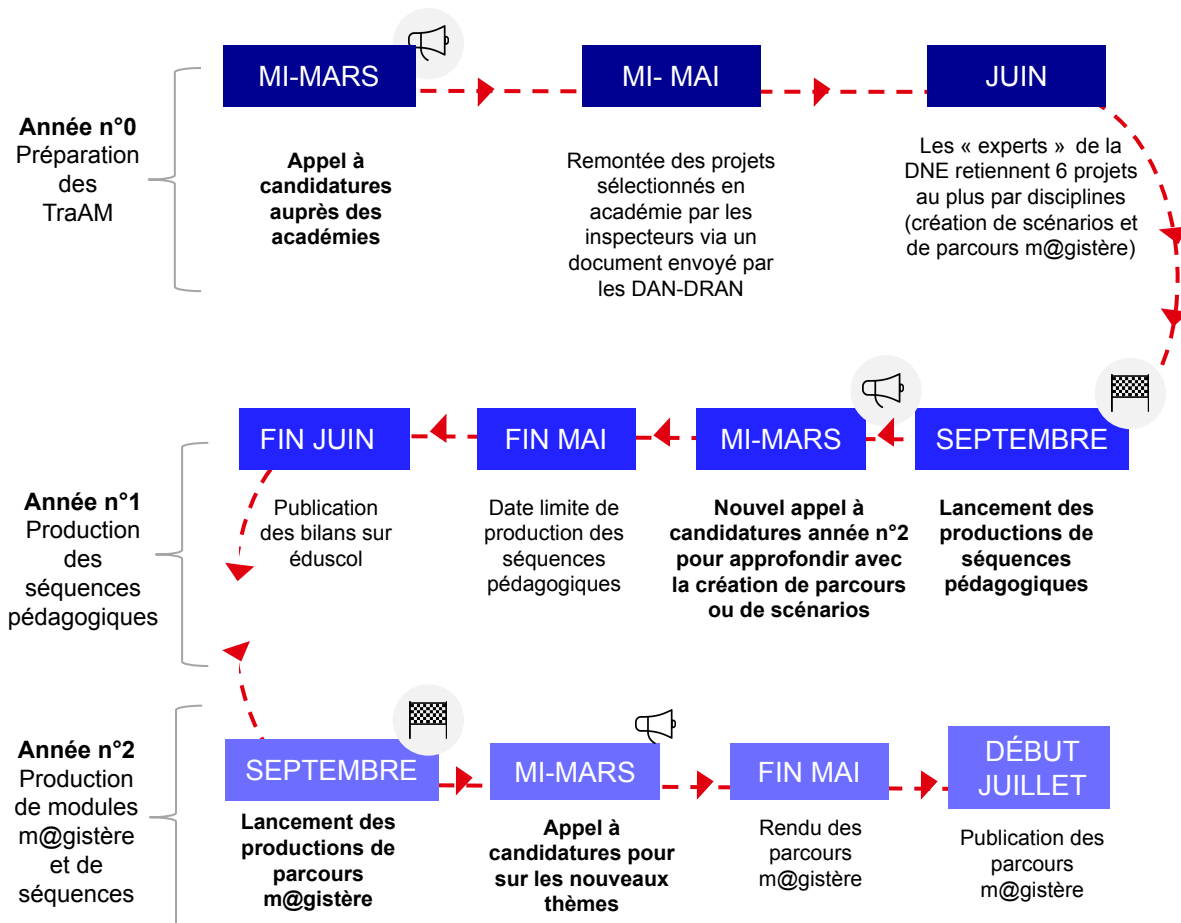 MI-MARS
MI- MAI
JUIN
Année n°0
Préparation
des
TraAM
Appel à
candidatures
auprès des
académies
Remontée des projets
sélectionnés en
académie par les
inspecteurs via un
document envoyé par
les DAN-DRAN
Les « experts »  de la
DNE retiennent 6 projets
au plus par disciplines
(création de scénarios et
de parcours m@gistère)
FIN JUIN
FIN MAI
MI-MARS
SEPTEMBRE
Année n°1
Production
des
séquences
pédagogiques
Publication
des bilans sur
éduscol
Date limite de
production des
séquences
pédagogiques
Nouvel appel à
candidatures année n°2
pour approfondir avec
la création de parcours
ou de scénarios
Lancement des
productions de
séquences
pédagogiques
Année n°2
Production
de modules
m@gistère
et de
séquences
SEPTEMBRE
MI-MARS
FIN MAI
DÉBUT
JUILLET
Lancement des
productions de
parcours
m@gistère
Appel à
candidatures pour
sur les nouveaux
thèmes
Rendu des
parcours
m@gistère
Publication des
parcours
m@gistère